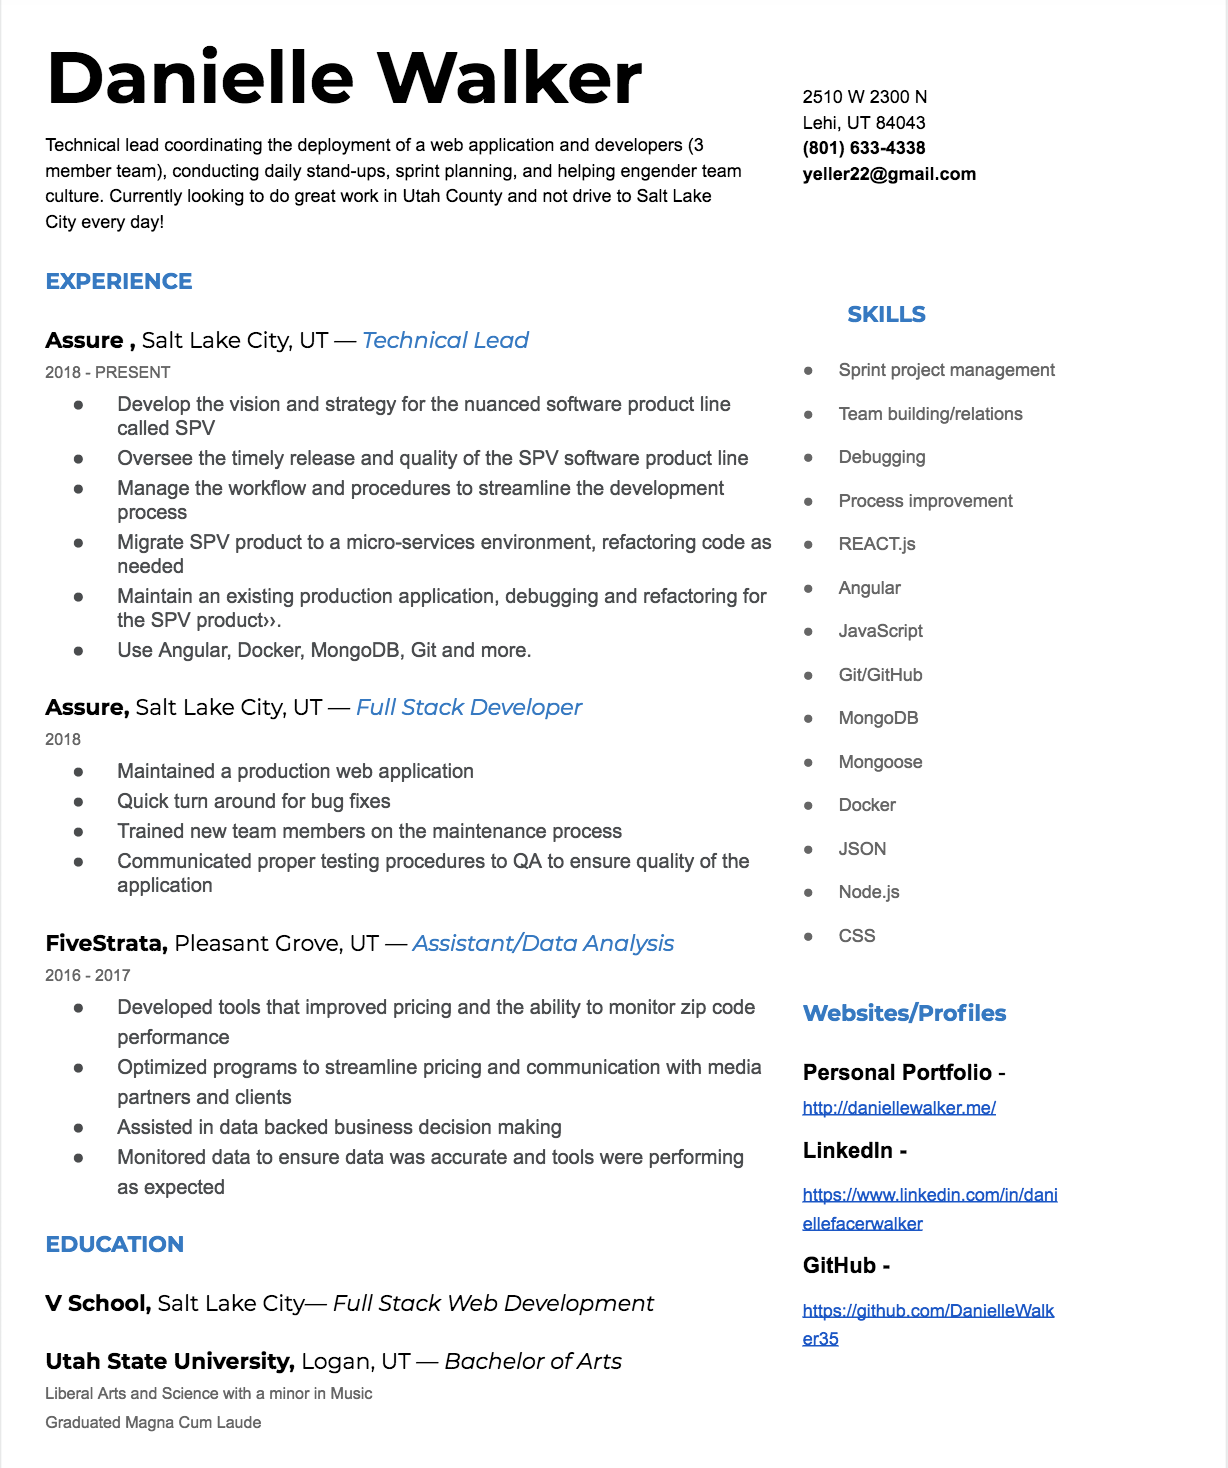 Danielle Walker
Technical lead coordinating the deployment of a web application and developers (3
member team), conducting daily stand-ups, sprint planning, and helping engender team
culture. Currently looking to do great work in Utah County and not drive to Salt Lake
City every day!
2510 W 2300 N
Lehi, UT 84043
(801) 633-4338
yeller22@gmail.com
EXPERIENCE
Assure , Salt Lake City, UT — Technical Lead
2018 - PRESENT
● Develop the vision and strategy for the nuanced software product line
called SPV
● Oversee the timely release and quality of the SPV software product line
● Manage the workflow and procedures to streamline the development
process
● Migrate SPV product to a micro-services environment, refactoring code as
needed
● Maintain an existing production application, debugging and refactoring for
the SPV product››.
● Use Angular, Docker, MongoDB, Git and more.
Assure, Salt Lake City, UT — Full Stack Developer
2018
● Maintained a production web application
● Quick turn around for bug fixes
● Trained new team members on the maintenance process
● Communicated proper testing procedures to QA to ensure quality of the
application
FiveStrata, Pleasant Grove, UT — Assistant/Data Analysis
2016 - 2017
● Developed tools that improved pricing and the ability to monitor zip code
performance
● Optimized programs to streamline pricing and communication with media
partners and clients
● Assisted in data backed business decision making
● Monitored data to ensure data was accurate and tools were performing
as expected
EDUCATION
V School, Salt Lake City— Full Stack Web Development
Utah State University, Logan, UT — Bachelor of Arts
Liberal Arts and Science with a minor in Music
Graduated Magna Cum Laude
SKILLS
● Sprint project management
● Team building/relations
● Debugging
● Process improvement
● REACT.js
● Angular
● JavaScript
● Git/GitHub
● MongoDB
● Mongoose
● Docker
● JSON
● Node.js
● CSS
Websites/Profiles
Personal Portfolio -
http://daniellewalker.me/
LinkedIn -
https://www.linkedin.com/in/dani
ellefacerwalker
GitHub -
https://github.com/DanielleWalk
er35